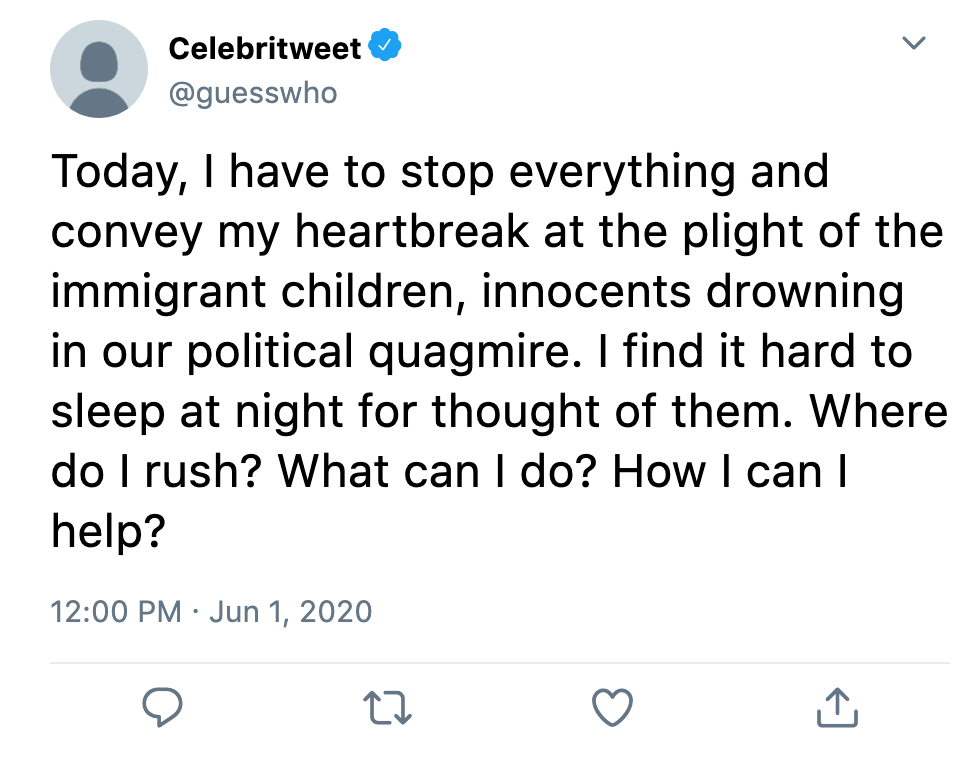 Celebritweet
@guesswho
Today, I have to stop everything and
convey my heartbreak at the plight of the
immigrant children, innocents drowning
in our political quagmire. I find it hard to
sleep at night for thought of them. Where
do I rush? What can I do? How I can I
help?
12:00 PM · Jun 1, 2020